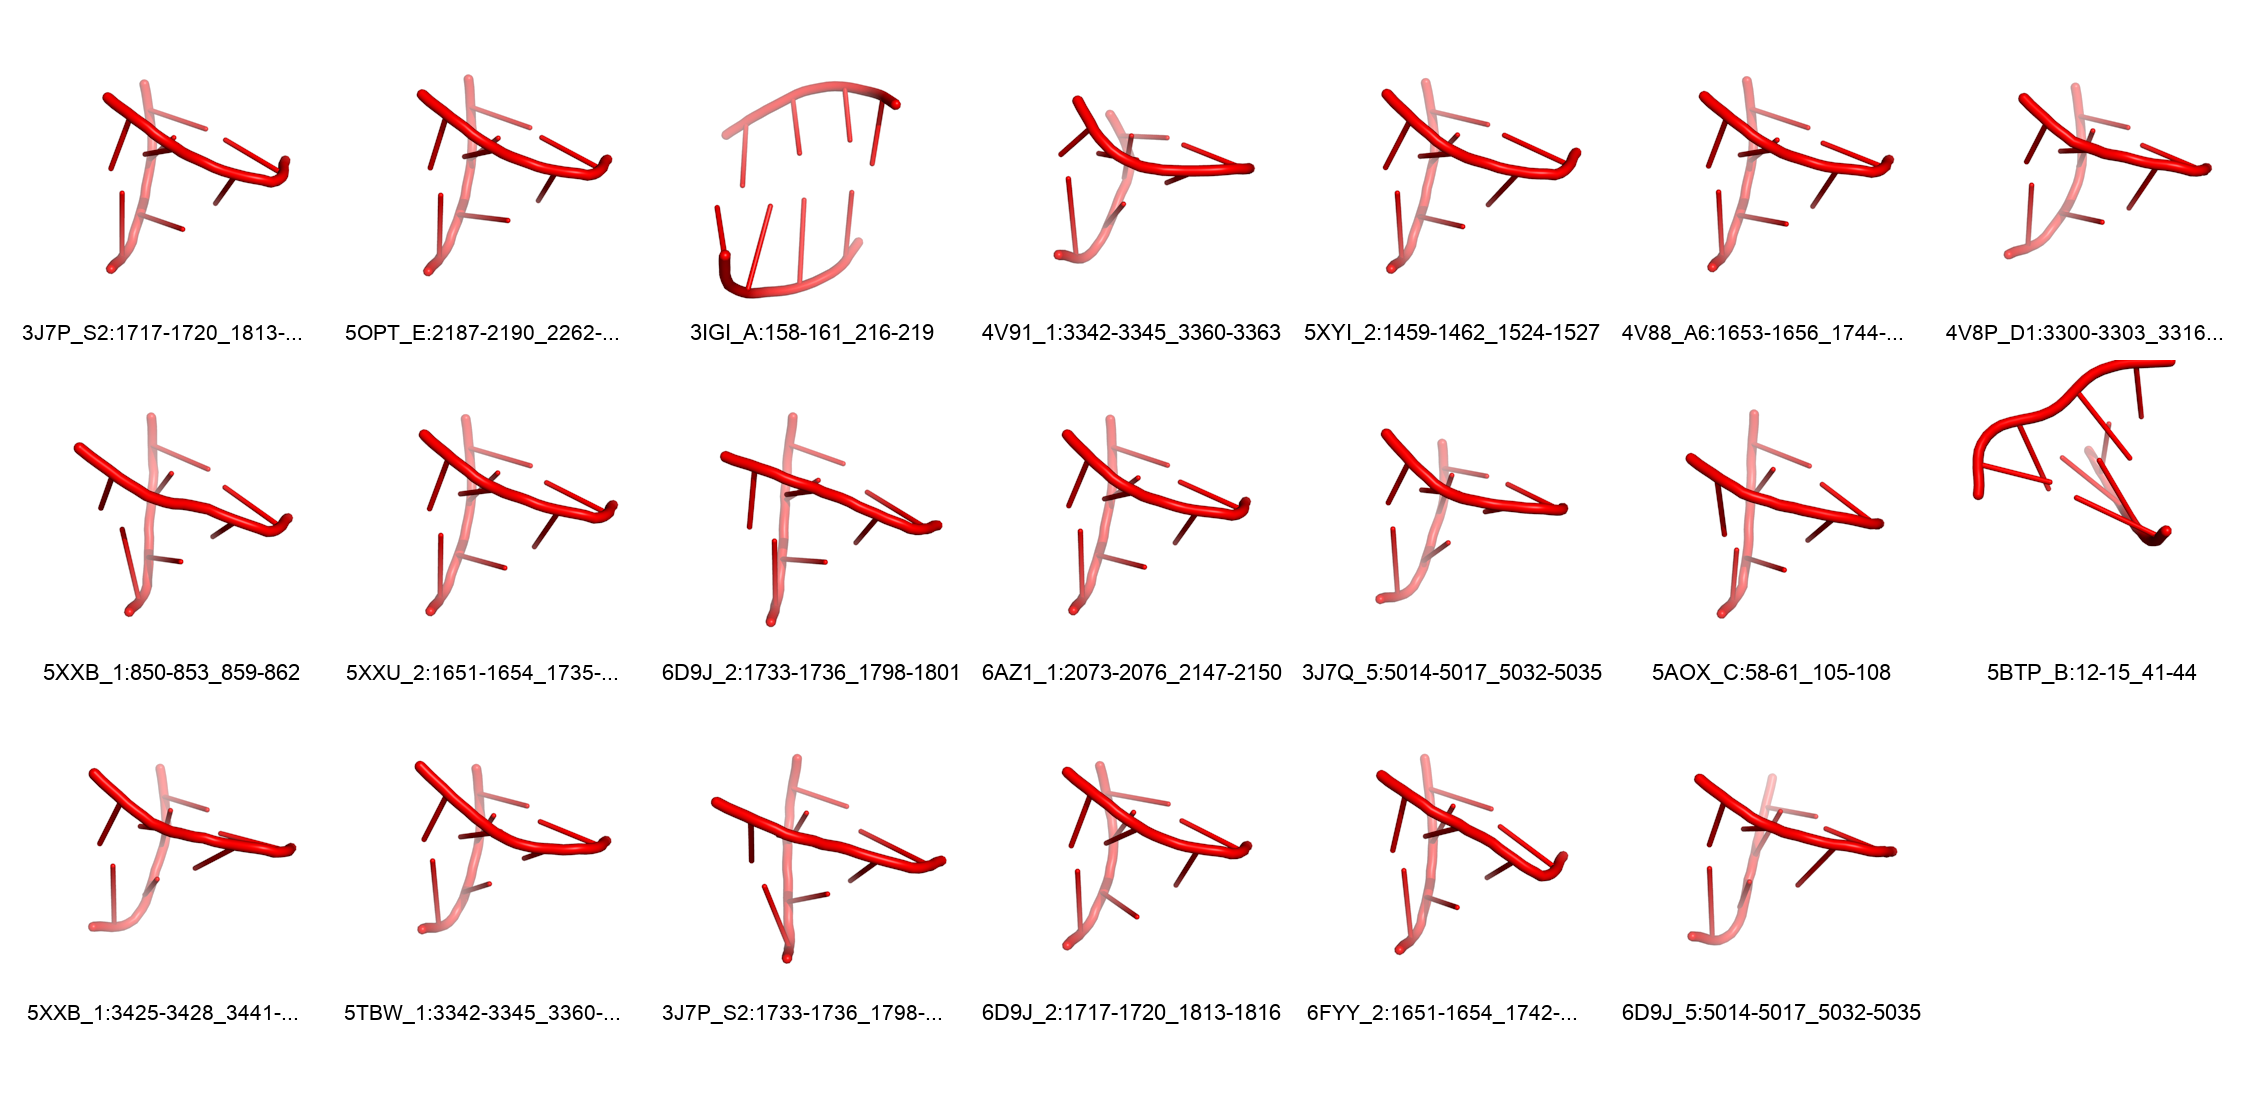 3J7P_S2:1717-1720_1813-...
5OPT_E:2187-2190_2262-...
3IGI_A:158-161_216-219
4V91_1:3342-3345_3360-3363
5XYI_2:1459-1462_1524-1527
4V88_A6:1653-1656_1744-...
4V8P_D1:3300-3303_3316...
5XXB_1:850-853_859-862
5XXU_2:1651-1654_1735-...
6D9J_2:1733-1736_1798-1801
6AZ1_1:2073-2076_2147-2150
3J7Q_5:5014-5017_5032-5035
5AOX_C:58-61_105-108
5BTP_B:12-15_41-44
5XXB_1:3425-3428_3441-...
5TBW_1:3342-3345_3360-...
3J7P_S2:1733-1736_1798-...
6D9J_2:1717-1720_1813-1816
6FYY_2:1651-1654_1742-...
6D9J_5:5014-5017_5032-5035